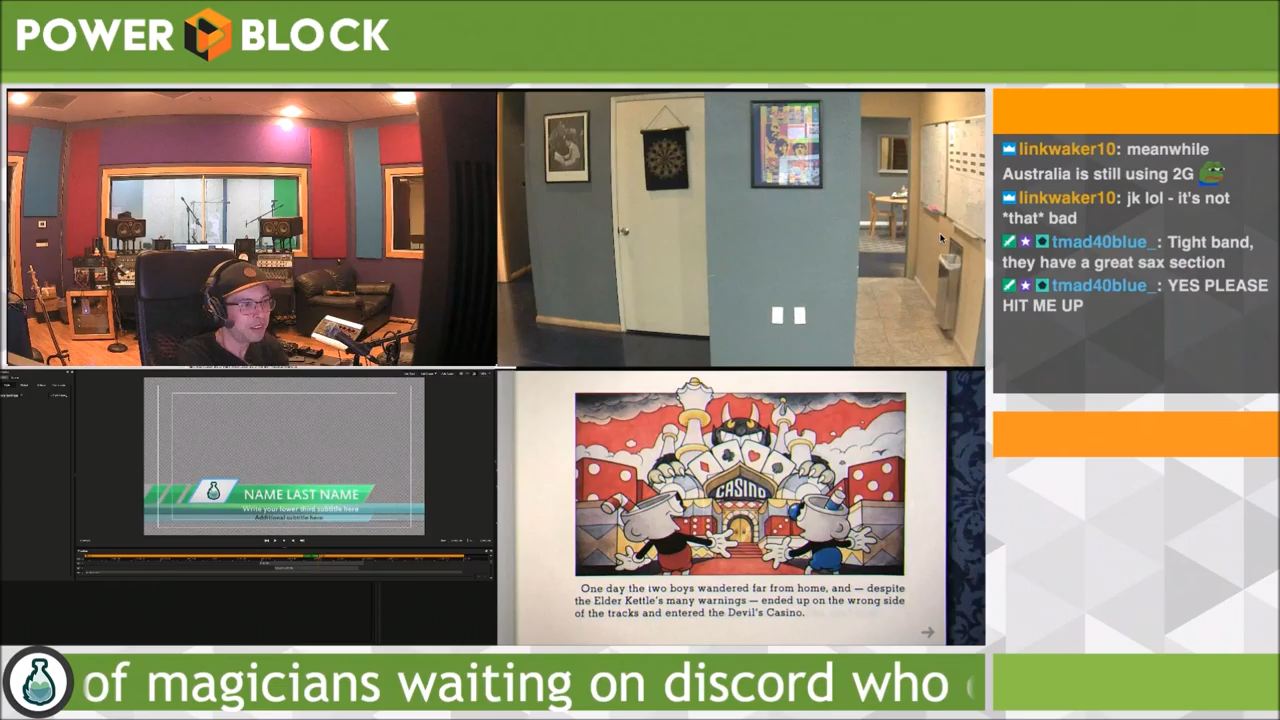 POWER BLOCK
linkwaker10: meanwhile
Australia is still using 2G
linkwaker10: jk lol - it's not
*that* bad
tmad40blue_: Tight band,
they have a great sax section
tmad40blue_: YES PLEASE
HIT ME UP
NAME LAST NAME
Write your lower third subtitle here
Additional subtitle here
CASINO
One day the two boys wandered far from home, and — despite
the Elder Kettle's many warnings — ended up on the wrong side
of the tracks and entered the Devil's Casino.
of magicians waiting on discord who